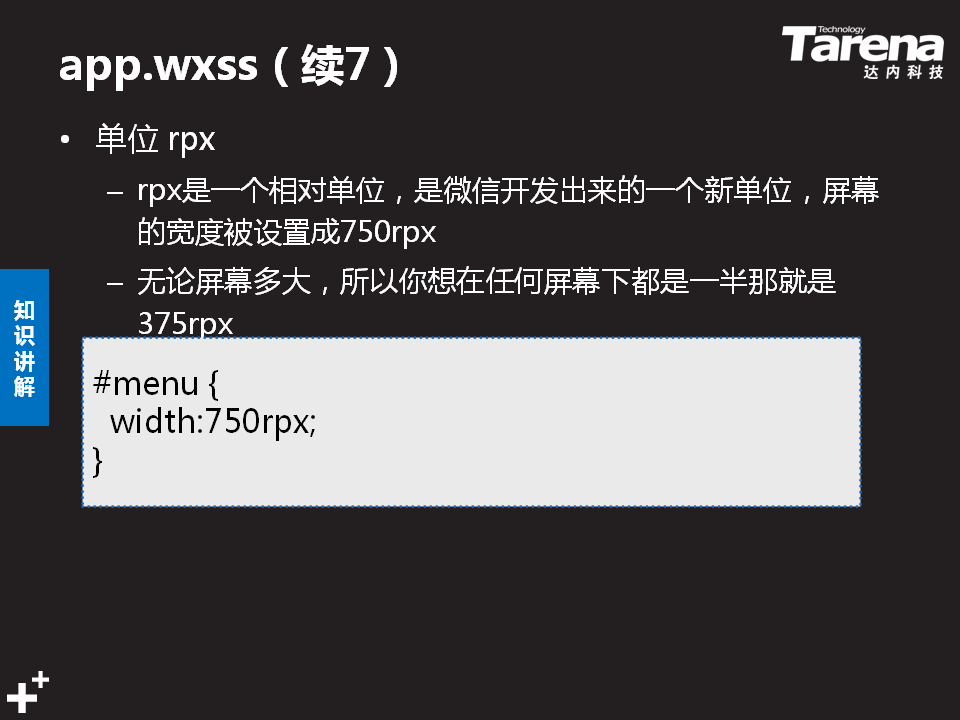 app.wxss（续7）
Technology
Tarena
达内科技
• 单位 rpx
– rpx是一个相对单位，是微信开发出来的一个新单位，屏幕
的宽度被设置成750rpx
– 无论屏幕多大，所以你想在任何屏幕下都是一半那就是
375rpx
知
识
讲
解
#menu {
  width:750rpx;
}